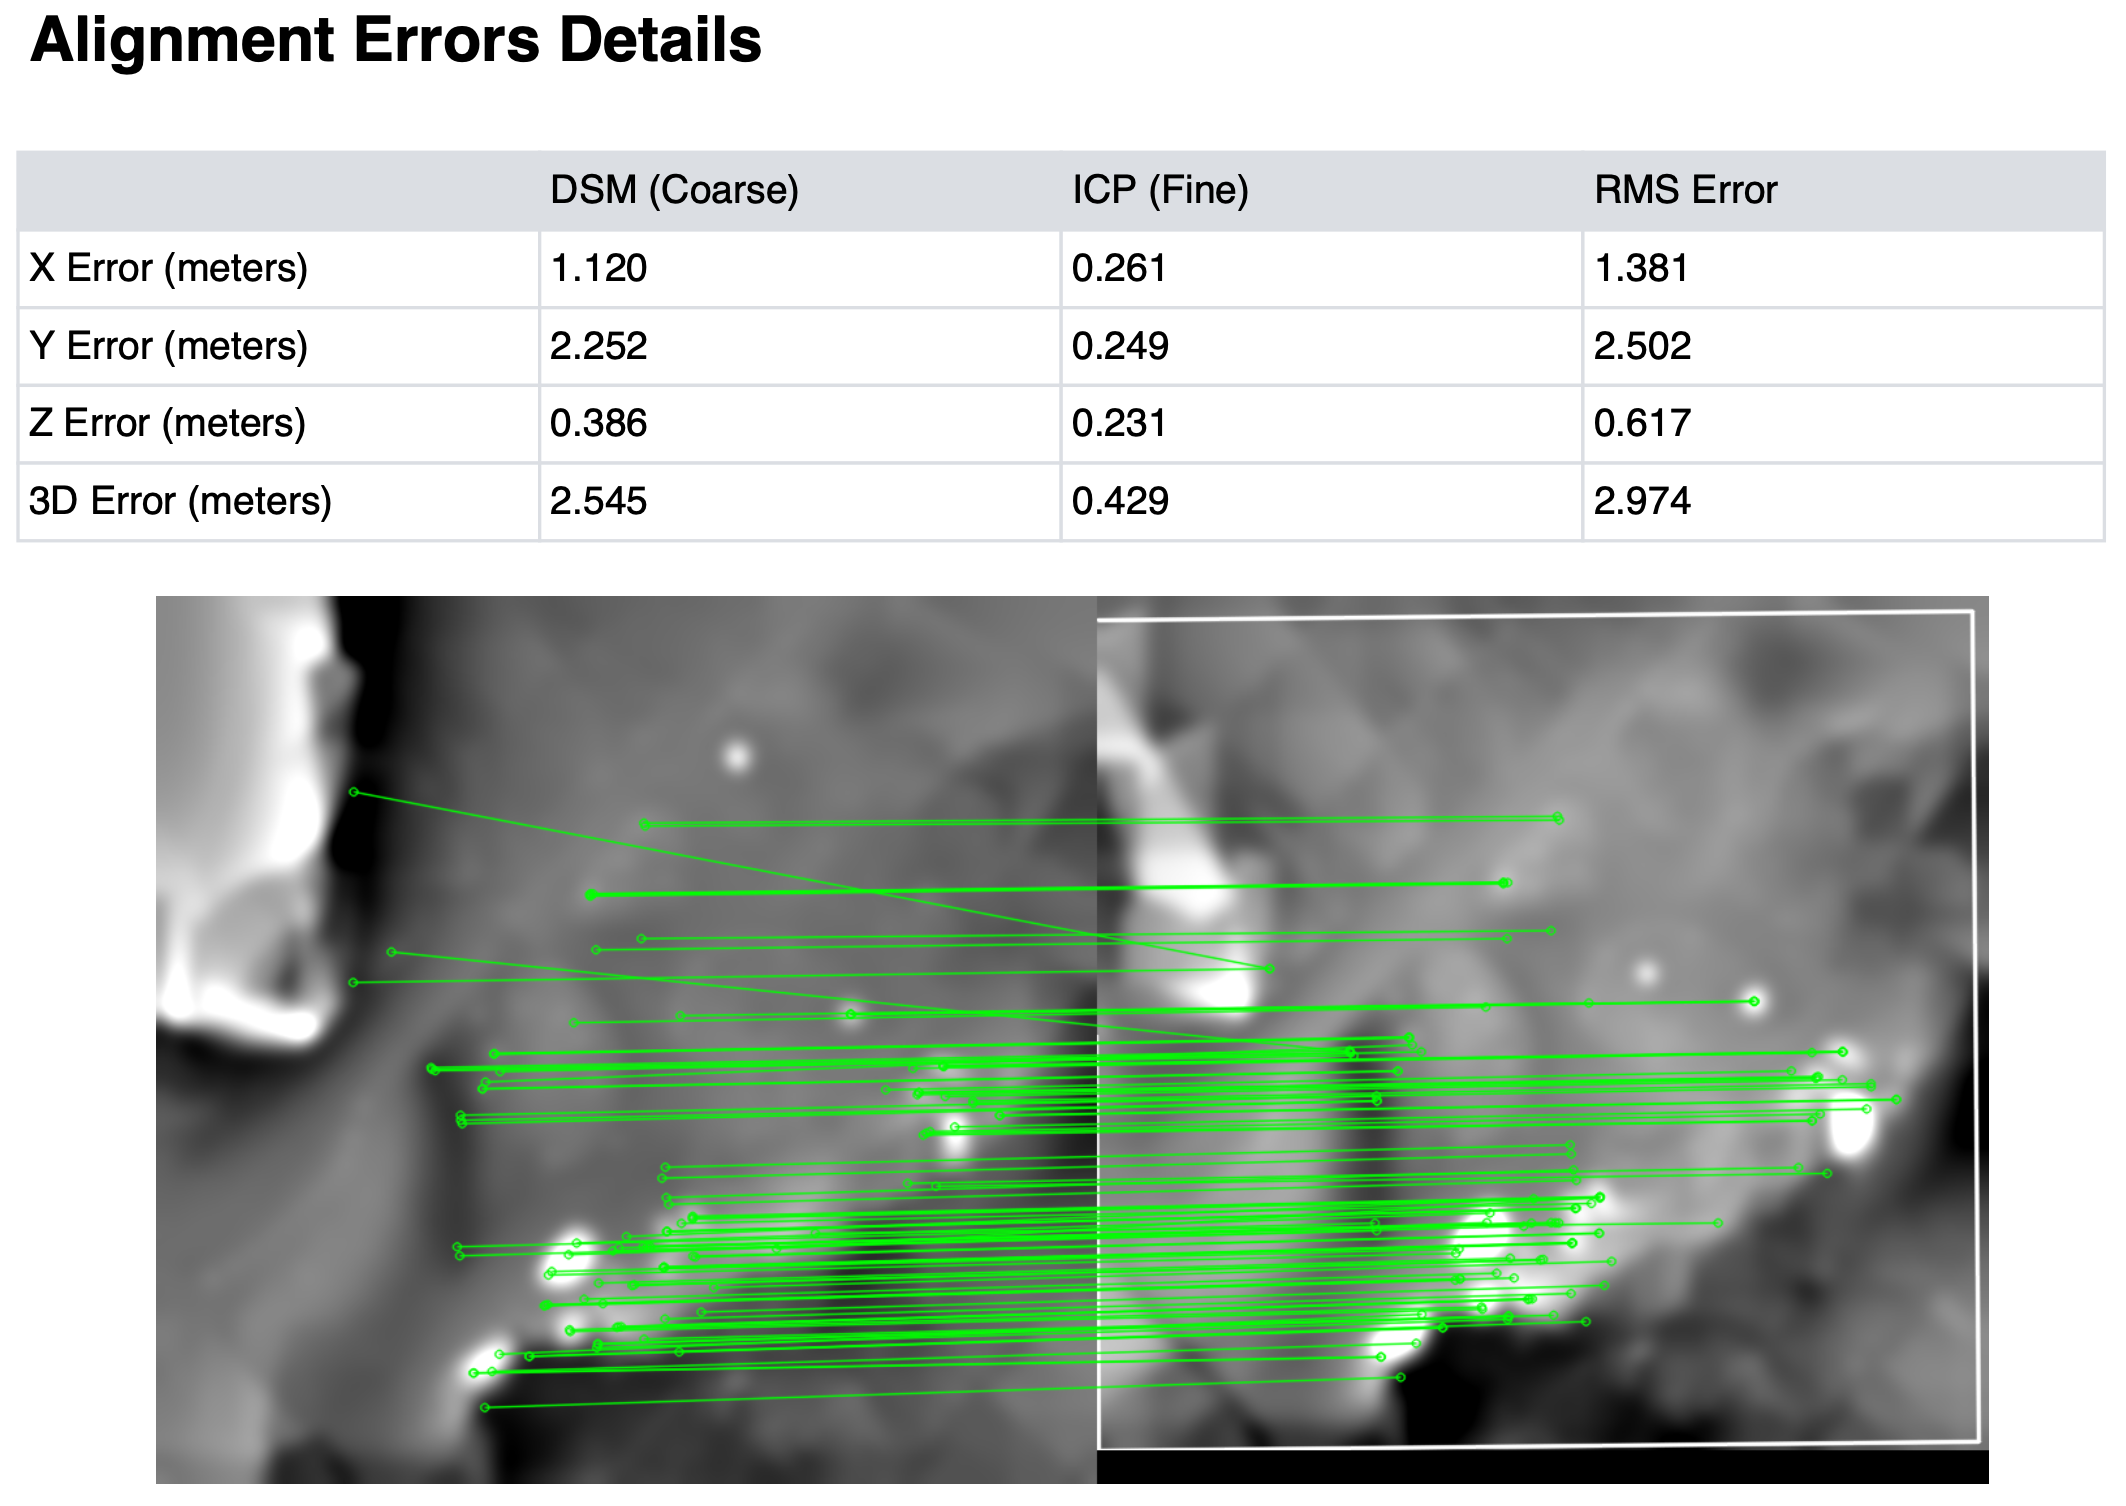 Alignment Errors Details
DSM (Coarse) ICP (Fine) RMS Error
X Error (meters) 1.120 0.261 1.381
Y Error (meters) 2.252 0.249 2.502
Z Error (meters) 0.386 0.231 0.617
3D Error (meters) 2.545 0.429 2.974